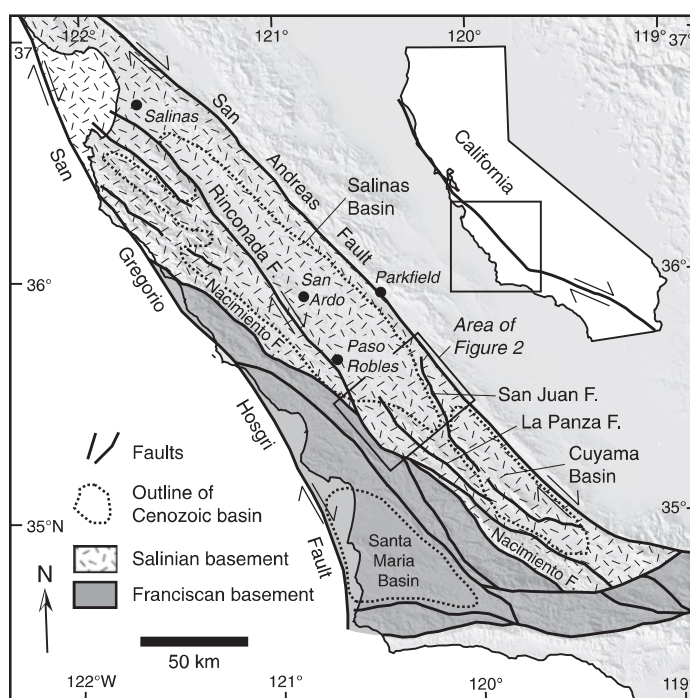 122°
121°
120°
119°
37°
37°
San
Andreas
Fault
Salinas
California
Salinas
Basin
San
Gregorio
Rinconada F
36°
36°
San
Ardo
Parkfield
Nacimiento F
Area of
Figure 2
Paso
Robles
San Juan F.
La Panza F.
Hosgri
Fault
Cuyama
Basin
Faults
Outline of
Cenozoic basin
35°N
35°
Santa
Maria
Basin
Nacimiento F
Salinian basement
Franciscan basement
N
50 km
122°W
121°
120°
119